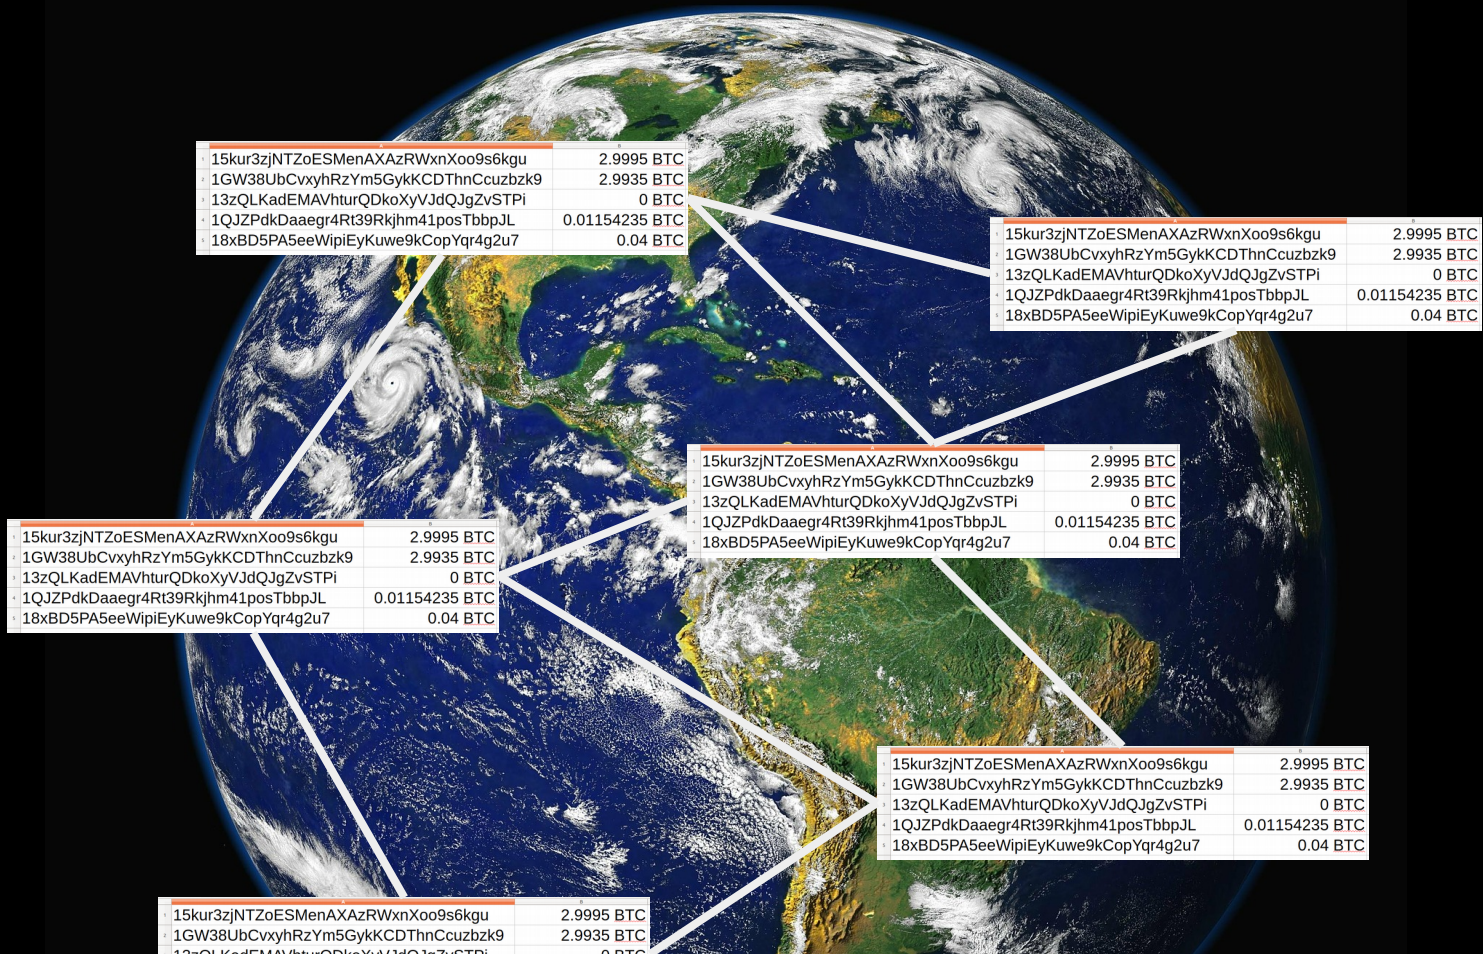 15kur3zjNTZoESMenAXAzRWxnXoo9s6kgu 2.9995 BTC
1GW38UbCvxyhRzYm5GykKCDThnCcuzbzk9 2.9935 BTC
13zQLKadEMAVhturQDkoXyVJdQJgZvSTPi 0 BTC
1QJZPdkDaaegr4Rt39Rkjhm41posTbbpJL 0.01154235 BTC
18xBD5PA5eeWipiEyKuwe9kCopYqr4g2u7 0.04 BTC
15kur3zjNTZoESMenAXAzRWxnXoo9s6kgu 2.9995 BTC
1GW38UbCvxyhRzYm5GykKCDThnCcuzbzk9 2.9935 BTC
13zQLKadEMAVhturQDkoXyVJdQJgZvSTPi 0 BTC
1QJZPdkDaaegr4Rt39Rkjhm41posTbbpJL 0.01154235 BTC
18xBD5PA5eeWipiEyKuwe9kCopYqr4g2u7 0.04 BTC
15kur3zjNTZoESMenAXAzRWxnXoo9s6kgu 2.9995 BTC
1GW38UbCvxyhRzYm5GykKCDThnCcuzbzk9 2.9935 BTC
13zQLKadEMAVhturQDkoXyVJdQJgZvSTPi 0 BTC
1QJZPdkDaaegr4Rt39Rkjhm41posTbbpJL 0.01154235 BTC
18xBD5PA5eeWipiEyKuwe9kCopYqr4g2u7 0.04 BTC
15kur3zjNTZoESMenAXAzRWxnXoo9s6kgu 2.9995 BTC
1GW38UbCvxyhRzYm5GykKCDThnCcuzbzk9 2.9935 BTC
13zQLKadEMAVhturQDkoXyVJdQJgZvSTPi 0 BTC
1QJZPdkDaaegr4Rt39Rkjhm41posTbbpJL 0.01154235 BTC
18xBD5PA5eeWipiEyKuwe9kCopYqr4g2u7 0.04 BTC
15kur3zjNTZoESMenAXAzRWxnXoo9s6kgu 2.9995 BTC
1GW38UbCvxyhRzYm5GykKCDThnCcuzbzk9 2.9935 BTC
13zQLKadEMAVhturQDkoXyVJdQJgZvSTPi 0 BTC
1QJZPdkDaaegr4Rt39Rkjhm41posTbbpJL 0.01154235 BTC
18xBD5PA5eeWipiEyKuwe9kCopYqr4g2u7 0.04 BTC
15kur3zjNTZoESMenAXAzRWxnXoo9s6kgu 2.9995 BTC
1GW38UbCvxyhRzYm5GykKCDThnCcuzbzk9 2.9935 BTC